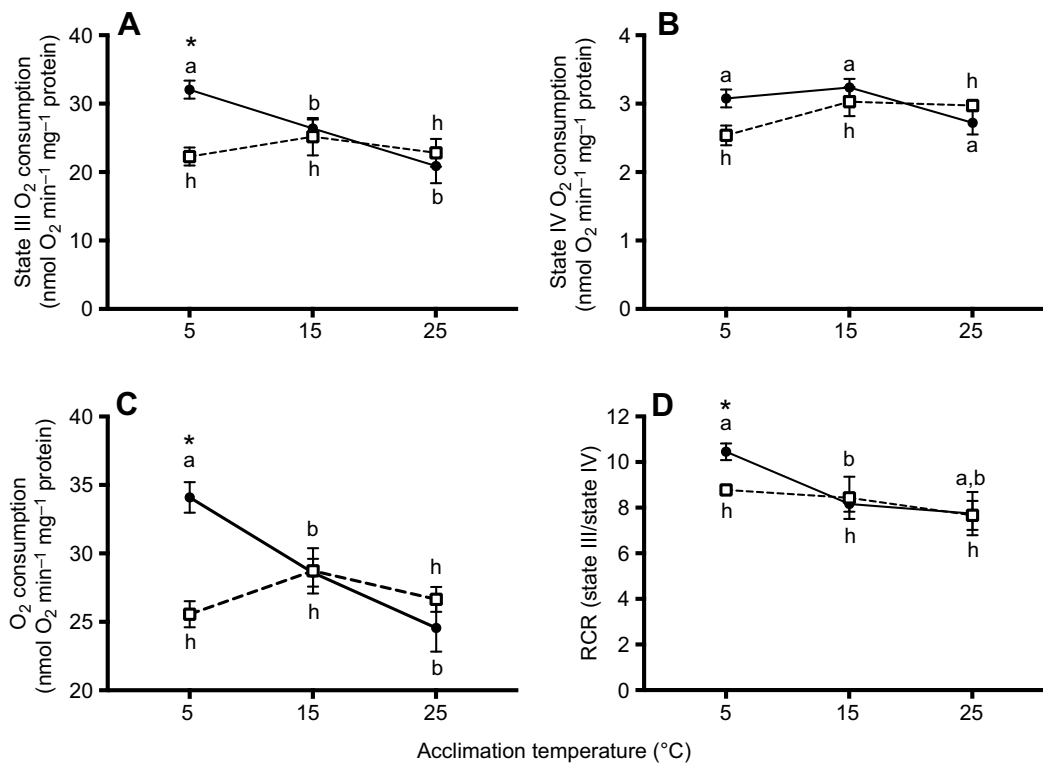 A
State III O₂ consumption
(nmol O₂ min⁻¹ mg⁻¹ protein)
40
30
20
10
0
*
a
b
h
h
h
b
5
15
25
B
State IV O₂ consumption
(nmol O₂ min⁻¹ mg⁻¹ protein)
4
3
2
1
0
a
a
h
h
h
a
5
15
25
C
O₂ consumption
(nmol O₂ min⁻¹ mg⁻¹ protein)
40
35
30
25
20
*
a
b
h
h
h
b
5
15
25
D
RCR (state III/state IV)
12
10
8
6
4
2
0
*
a
b
a,b
h
h
h
5
15
25
Acclimation temperature (°C)